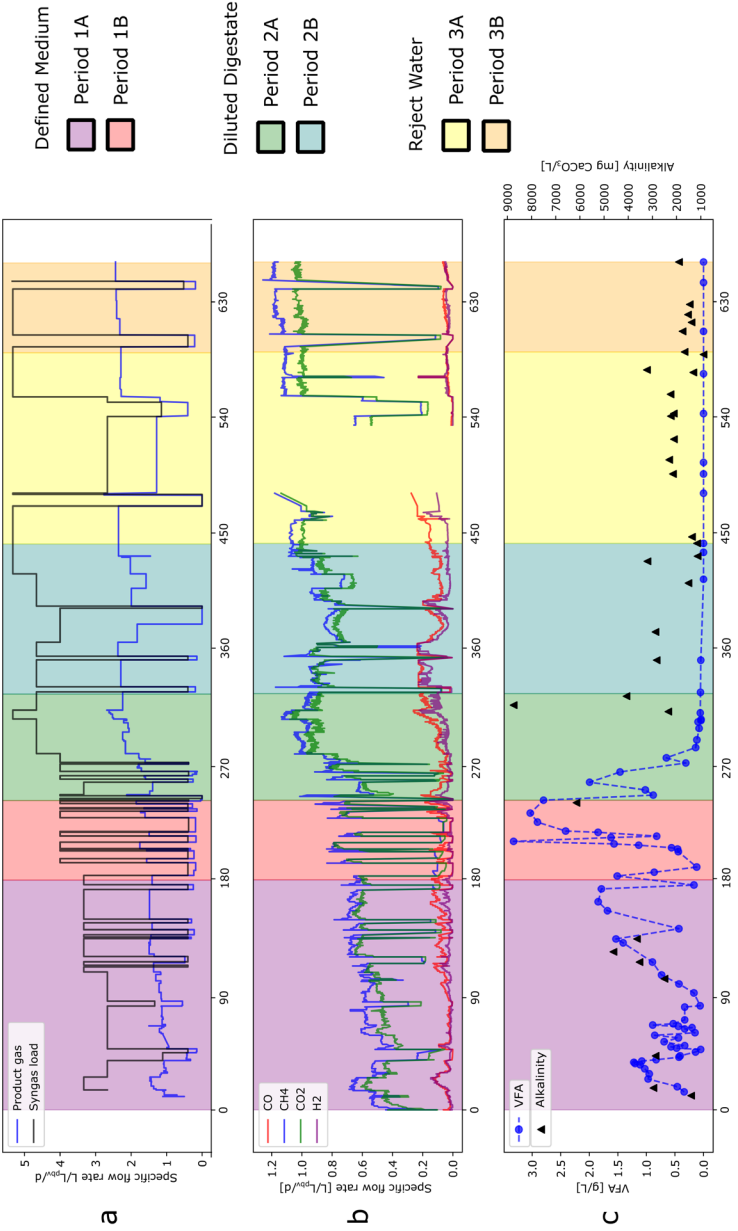 a
Specific flow rate L/L_pbv/d
5
4
3
2
1
0
Product gas
Syngas load
0
90
180
270
360
450
540
630
b
Specific flow rate [L/L_pbv/d]
1.2
1.0
0.8
0.6
0.4
0.2
0.0
CO
CH4
CO2
H2
0
90
180
270
360
450
540
630
c
VFA [g/L]
3.0
2.5
2.0
1.5
1.0
0.5
0.0
VFA
Alkalinity
0
90
180
270
360
450
540
630
9000
8000
7000
6000
5000
4000
3000
2000
1000
Alkalinity [mg CaCO₃/L]
Defined Medium
Period 1A
Period 1B
Diluted Digestate
Period 2A
Period 2B
Reject Water
Period 3A
Period 3B